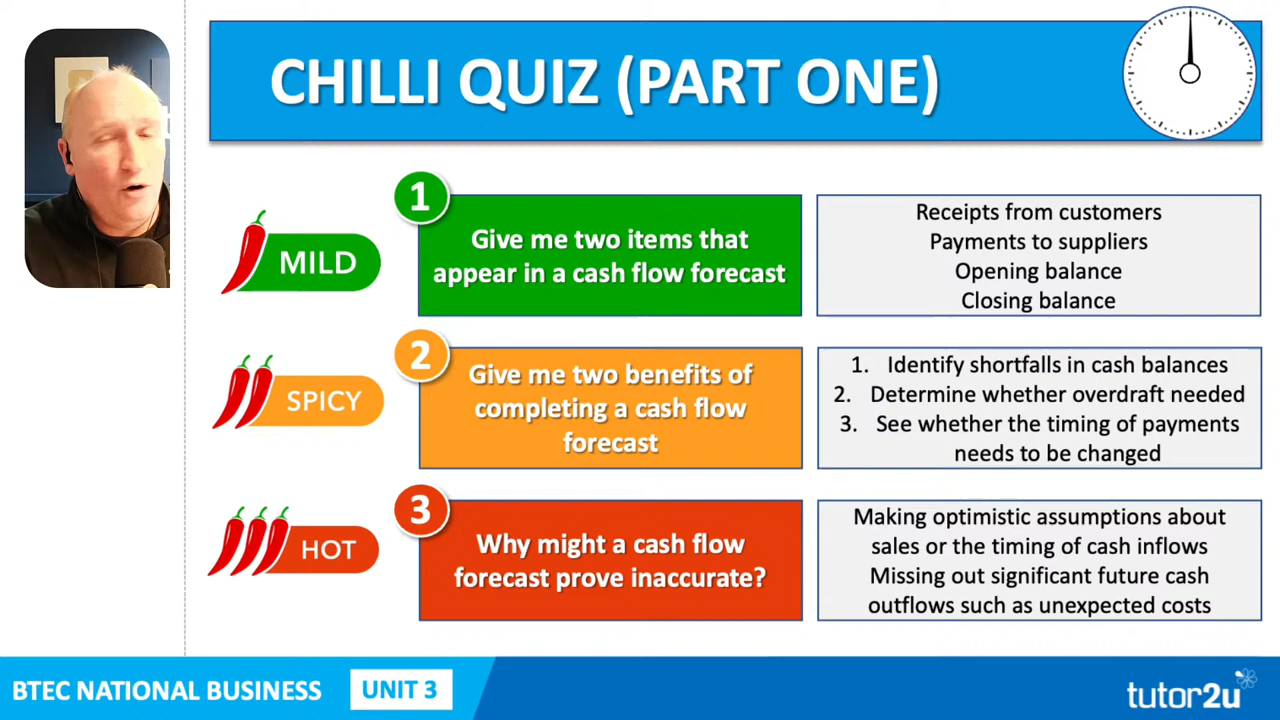 CHILLI QUIZ (PART ONE)
MILD
1
Give me two items that
appear in a cash flow forecast
Receipts from customers
Payments to suppliers
Opening balance
Closing balance
SPICY
2
Give me two benefits of
completing a cash flow
forecast
1. Identify shortfalls in cash balances
2. Determine whether overdraft needed
3. See whether the timing of payments
needs to be changed
HOT
3
Why might a cash flow
forecast prove inaccurate?
Making optimistic assumptions about
sales or the timing of cash inflows
Missing out significant future cash
outflows such as unexpected costs
BTEC NATIONAL BUSINESS
UNIT 3
tutor2u